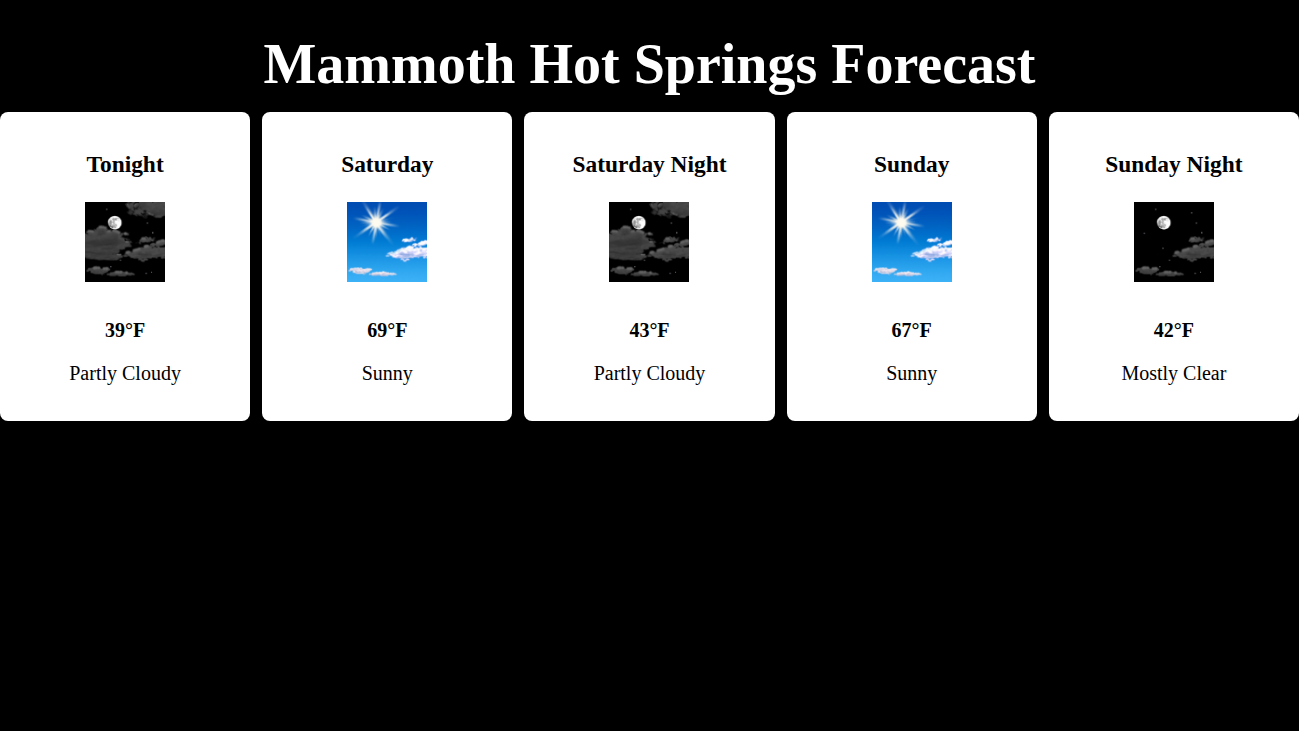 Mammoth Hot Springs Forecast
Tonight
39°F
Partly Cloudy
Saturday
69°F
Sunny
Saturday Night
43°F
Partly Cloudy
Sunday
67°F
Sunny
Sunday Night
42°F
Mostly Clear